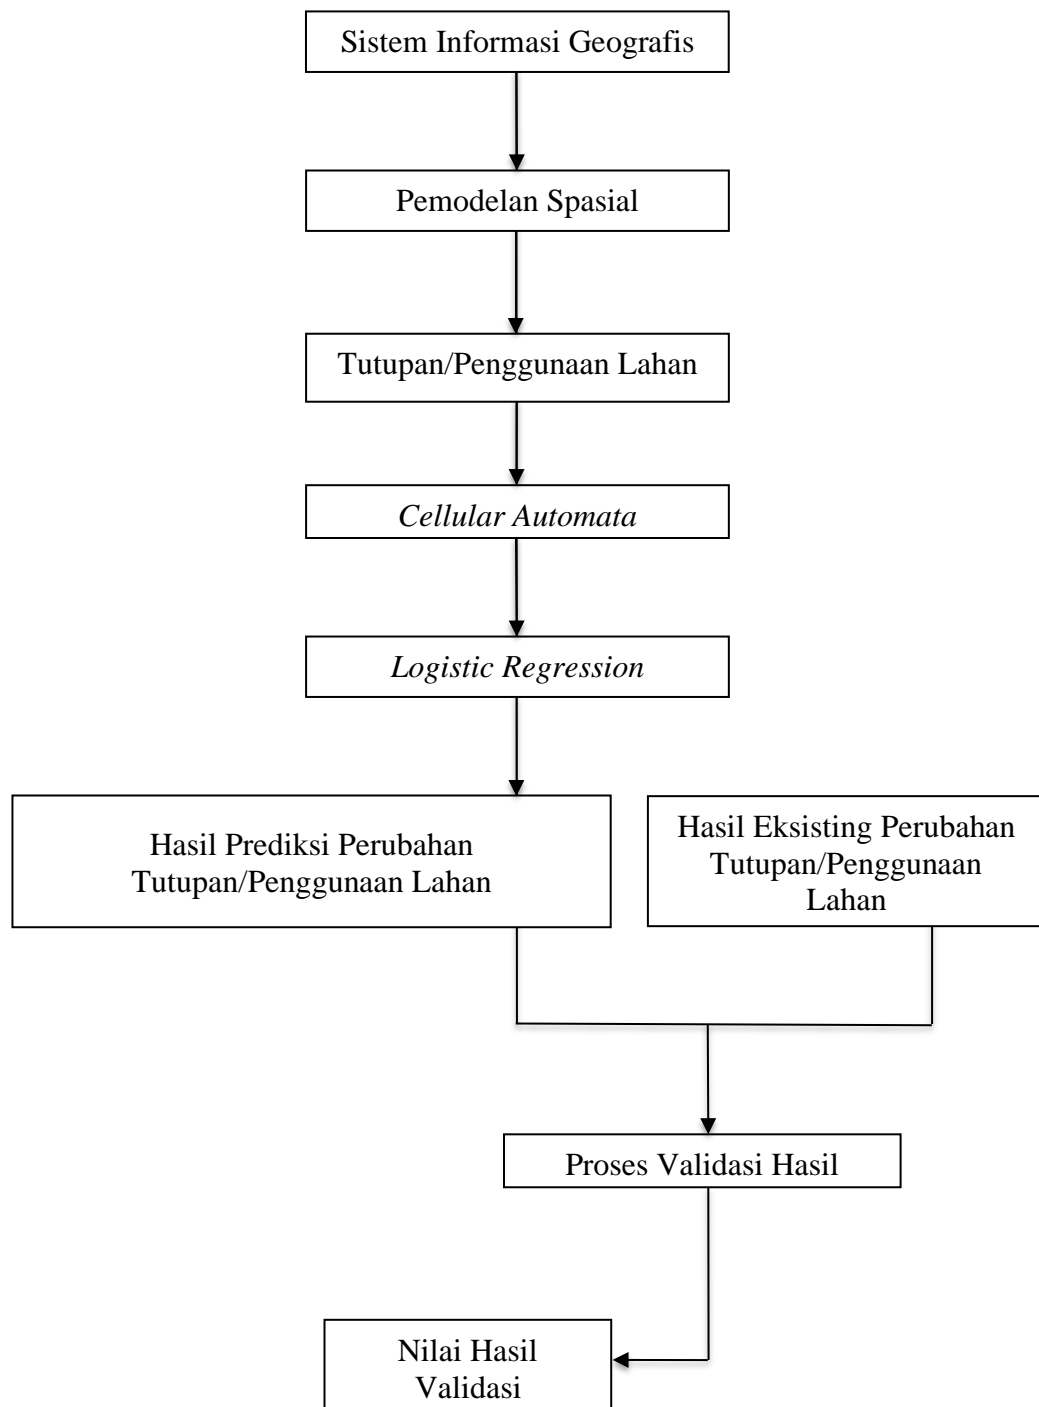 Sistem Informasi Geografis
Pemodelan Spasial
Tutupan/Penggunaan Lahan
Cellular Automata
Logistic Regression
Hasil Prediksi Perubahan
Tutupan/Penggunaan Lahan
Hasil Eksisting Perubahan
Tutupan/Penggunaan
Lahan
Proses Validasi Hasil
Nilai Hasil
Validasi